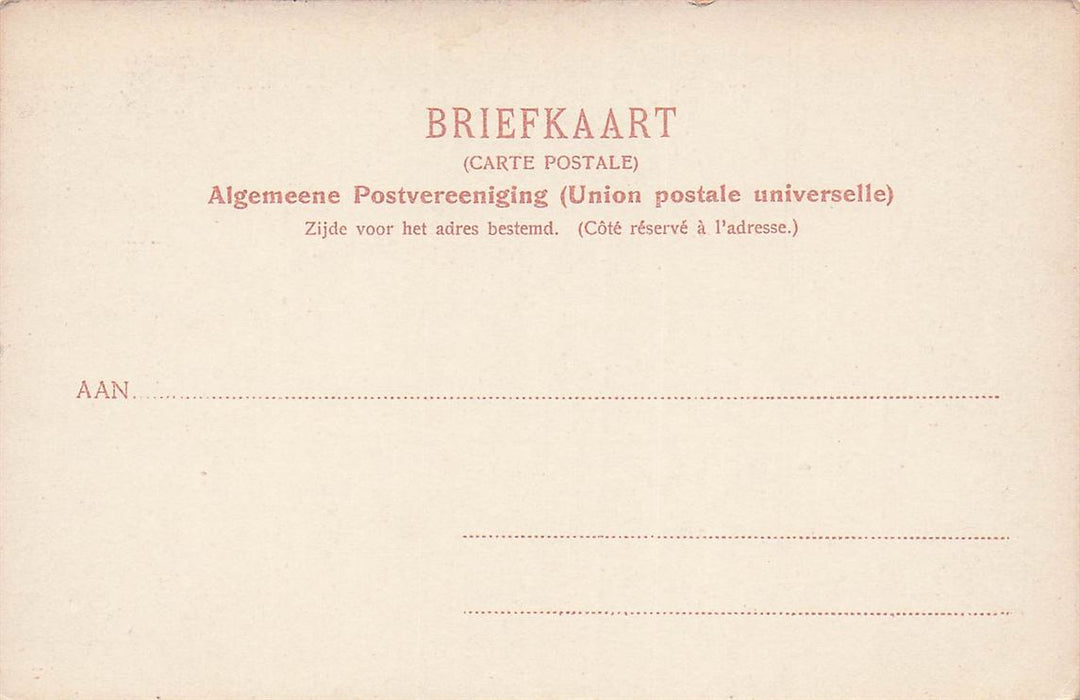 BRIEFKAART
(CARTE POSTALE)
Algemeene Postvereeniging (Union postale universelle)
Zijde voor het adres bestemd. (Côté réservé à l'adresse.)
AAN